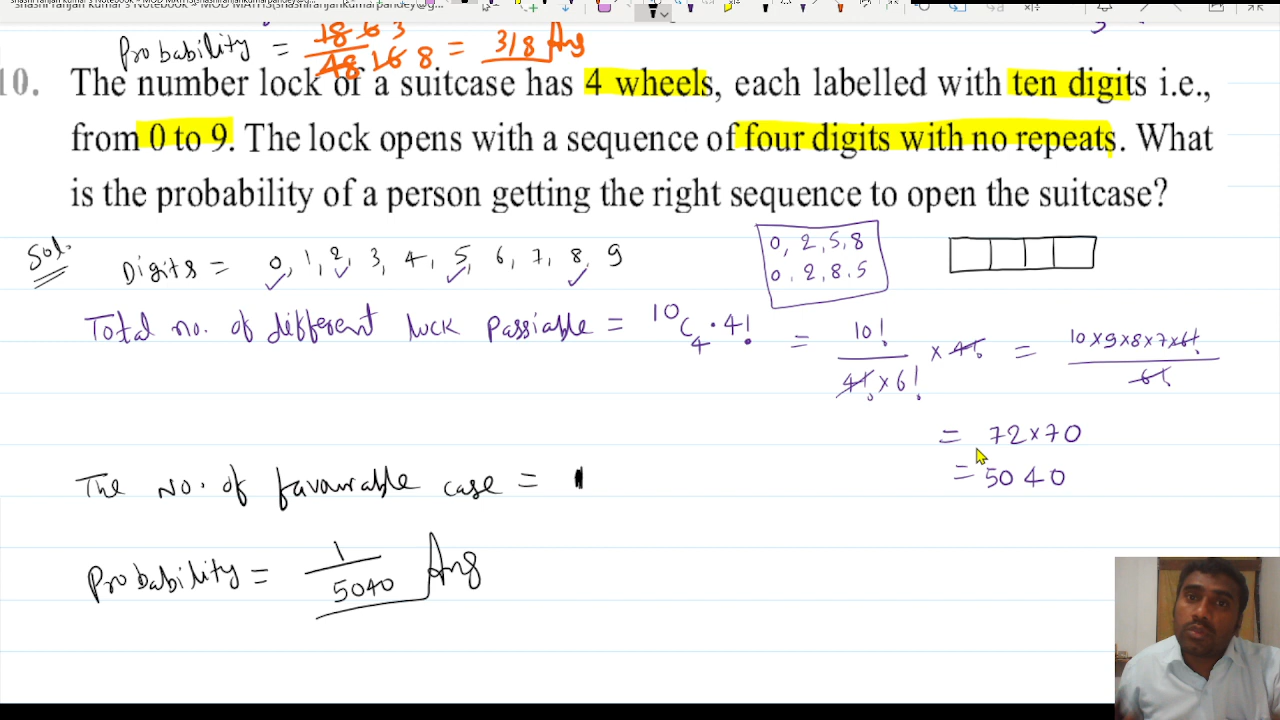 Probability = 18 6 3 / 48 16 8 = 3/8 Ans
10. The number lock of a suitcase has 4 wheels, each labelled with ten digits i.e.,
from 0 to 9. The lock opens with a sequence of four digits with no repeats. What
is the probability of a person getting the right sequence to open the suitcase?
Sol.
Digits = 0, 1, 2, 3, 4, 5, 6, 7, 8, 9
0, 2, 5, 8
0, 2, 8, 5
Total no. of different lock passiable = ¹⁰C₄ · 4! = 10! / 4! × 6! × 4! = 10×9×8×7×6! / 6!
= 72×70
= 5040
The No. of favourable case = 1
Probability = 1 / 5040 Ans